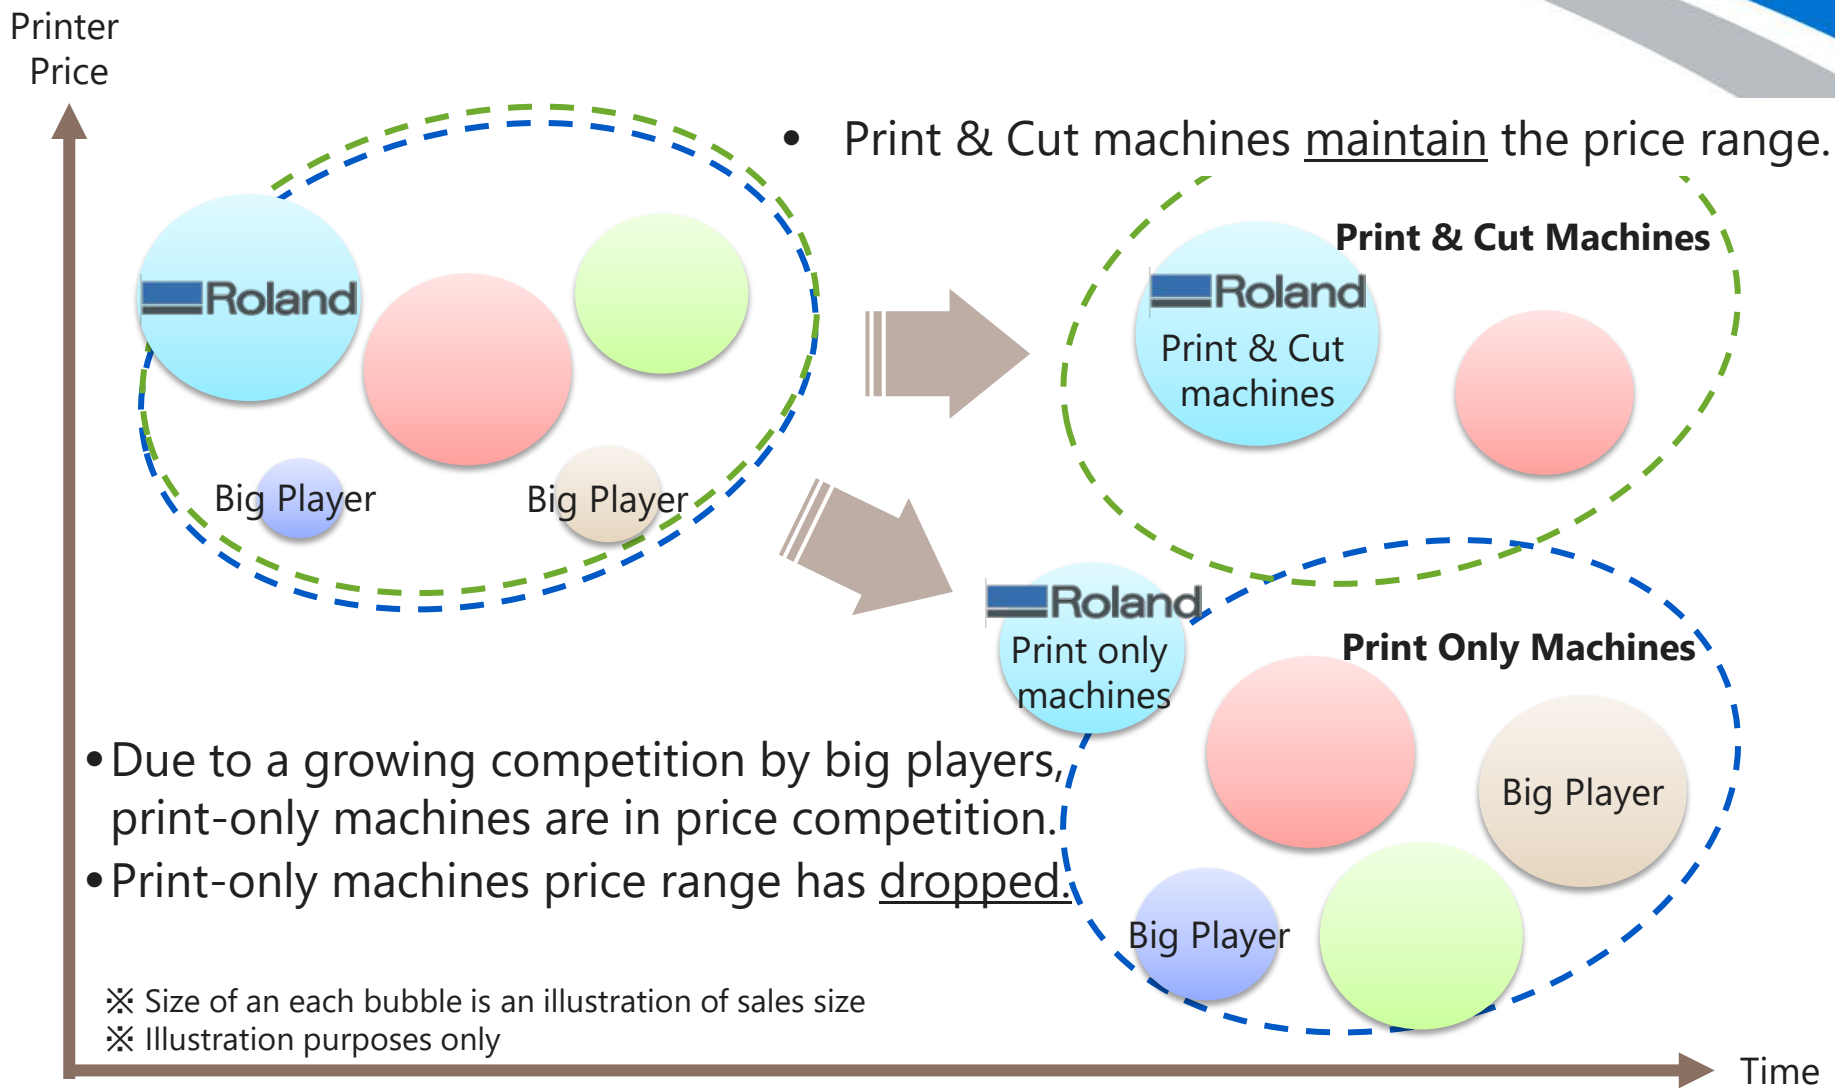 Printer
Price
• Print & Cut machines maintain the price range.
Print & Cut Machines
Roland
Roland
Print & Cut
machines
Big Player
Big Player
Roland
Print only
machines
Print Only Machines
• Due to a growing competition by big players,
print-only machines are in price competition.
• Print-only machines price range has dropped.
Big Player
Big Player
※ Size of an each bubble is an illustration of sales size
※ Illustration purposes only
Time